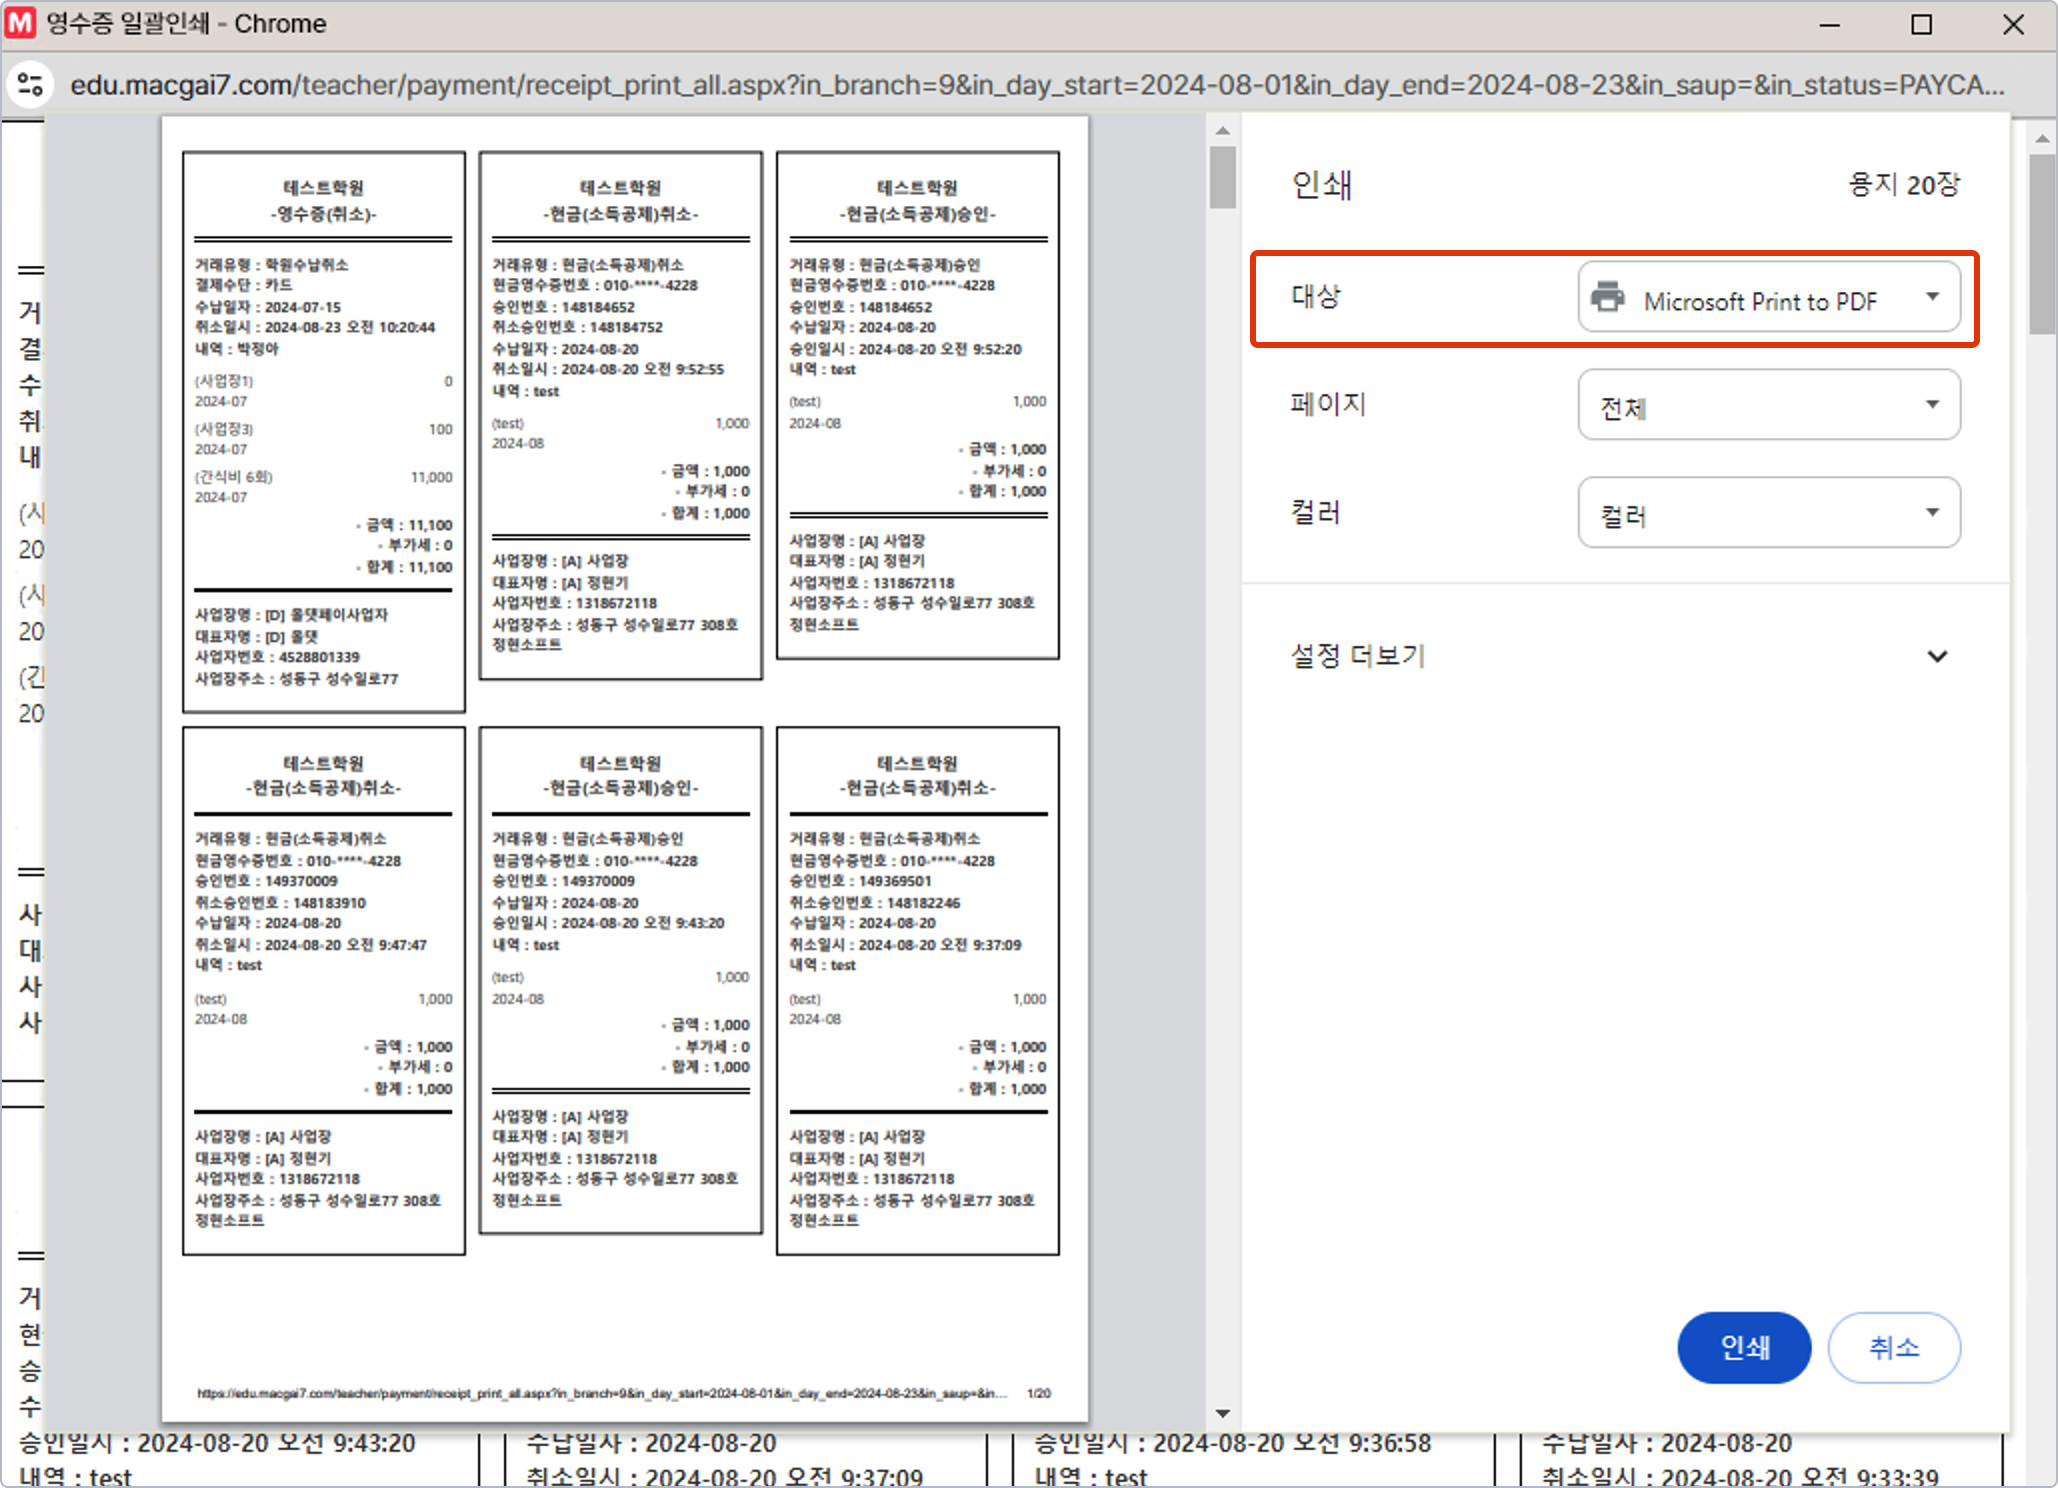 영수증 일괄인쇄 - Chrome
edu.macgai7.com/teacher/payment/receipt_print_all.aspx?in_branch=9&in_day_start=2024-08-01&in_day_end=2024-08-23&in_saup=&in_status=PAYCA...
테스트학원
-영수증(취소)-
거래유형 : 학원수납취소
결제수단 : 카드
수납일자 : 2024-07-15
취소일시 : 2024-08-23 오전 10:20:44
내역 : 박정아
(사업장1) 0
2024-07
(사업장3) 100
2024-07
(간식비 6회) 11,000
2024-07
- 금액 : 11,100
- 부가세 : 0
- 합계 : 11,100
사업장명 : [D] 올댓페이사업자
대표자명 : [D] 올댓
사업자번호 : 4528801339
사업장주소 : 성동구 성수일로77
테스트학원
-현금(소득공제)취소-
거래유형 : 현금(소득공제)취소
현금영수증번호 : 010-****-4228
승인번호 : 148184652
취소승인번호 : 148184752
수납일자 : 2024-08-20
취소일시 : 2024-08-20 오전 9:52:55
내역 : test
(test) 1,000
2024-08
- 금액 : 1,000
- 부가세 : 0
- 합계 : 1,000
사업장명 : [A] 사업장
대표자명 : [A] 정현기
사업자번호 : 1318672118
사업장주소 : 성동구 성수일로77 308호
정현소프트
테스트학원
-현금(소득공제)승인-
거래유형 : 현금(소득공제)승인
현금영수증번호 : 010-****-4228
승인번호 : 148184652
수납일자 : 2024-08-20
승인일시 : 2024-08-20 오전 9:52:20
내역 : test
(test) 1,000
2024-08
- 금액 : 1,000
- 부가세 : 0
- 합계 : 1,000
사업장명 : [A] 사업장
대표자명 : [A] 정현기
사업자번호 : 1318672118
사업장주소 : 성동구 성수일로77 308호
정현소프트
테스트학원
-현금(소득공제)취소-
거래유형 : 현금(소득공제)취소
현금영수증번호 : 010-****-4228
승인번호 : 149370009
취소승인번호 : 148183910
수납일자 : 2024-08-20
취소일시 : 2024-08-20 오전 9:47:47
내역 : test
(test) 1,000
2024-08
- 금액 : 1,000
- 부가세 : 0
- 합계 : 1,000
사업장명 : [A] 사업장
대표자명 : [A] 정현기
사업자번호 : 1318672118
사업장주소 : 성동구 성수일로77 308호
정현소프트
테스트학원
-현금(소득공제)승인-
거래유형 : 현금(소득공제)승인
현금영수증번호 : 010-****-4228
승인번호 : 149370009
수납일자 : 2024-08-20
승인일시 : 2024-08-20 오전 9:43:20
내역 : test
(test) 1,000
2024-08
- 금액 : 1,000
- 부가세 : 0
- 합계 : 1,000
사업장명 : [A] 사업장
대표자명 : [A] 정현기
사업자번호 : 1318672118
사업장주소 : 성동구 성수일로77 308호
정현소프트
테스트학원
-현금(소득공제)취소-
거래유형 : 현금(소득공제)취소
현금영수증번호 : 010-****-4228
승인번호 : 149369501
취소승인번호 : 148182246
수납일자 : 2024-08-20
취소일시 : 2024-08-20 오전 9:37:09
내역 : test
(test) 1,000
2024-08
- 금액 : 1,000
- 부가세 : 0
- 합계 : 1,000
사업장명 : [A] 사업장
대표자명 : [A] 정현기
사업자번호 : 1318672118
사업장주소 : 성동구 성수일로77 308호
정현소프트
https://edu.macgai7.com/teacher/payment/receipt_print_all.aspx?in_branch=9&in_day_start=2024-08-01&in_day_end=2024-08-23&in_saup=&in... 1/20
인쇄 용지 20장
대상 Microsoft Print to PDF
페이지 전체
컬러 컬러
설정 더보기
인쇄 취소
거
결
수
취
내
(사
20
(사
20
(간
20
사
대
사
사
거
현
승
수
승인일시 : 2024-08-20 오전 9:43:20
내역 : test
수납일자 : 2024-08-20
취소일시 : 2024-08-20 오전 9:37:09
승인일시 : 2024-08-20 오전 9:36:58
내역 : test
수납일자 : 2024-08-20
취소일시 : 2024-08-20 오전 9:33:39